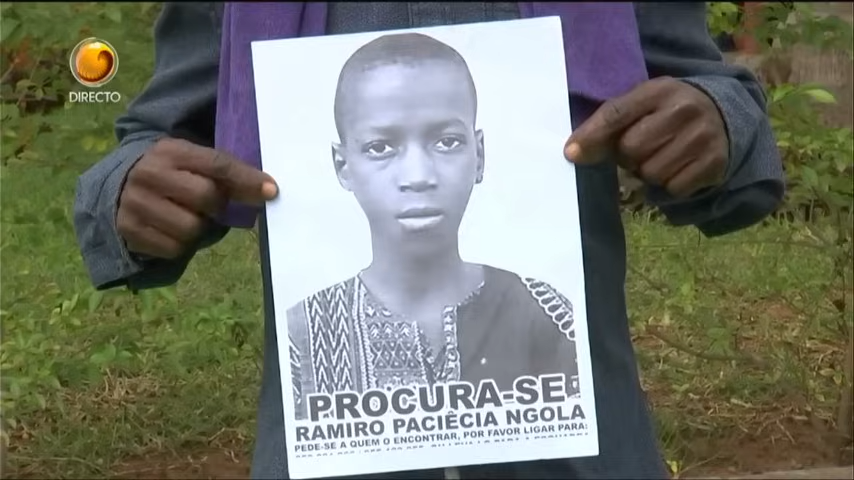 DIRECTO
PROCURA-SE
RAMIRO PACIÊCIA NGOLA
PEDE-SE A QUEM O ENCONTRAR, POR FAVOR LIGAR PARA: